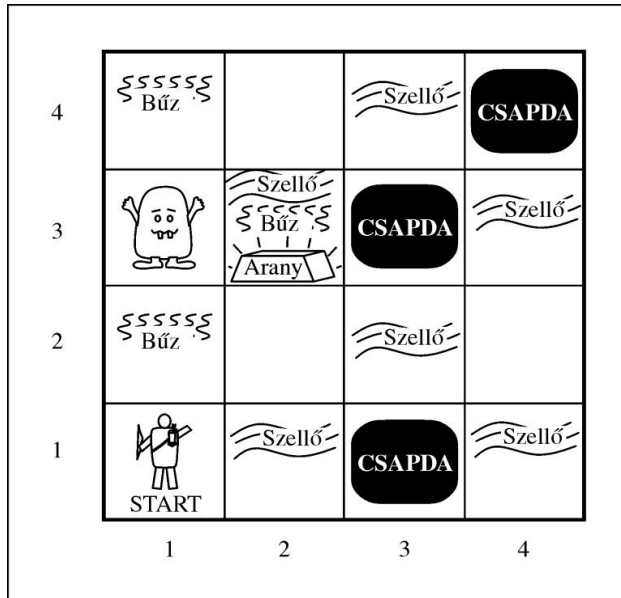 4
Bűz
Szellő
CSAPDA
3
Szellő
Bűz
Arany
CSAPDA
Szellő
2
Bűz
Szellő
1
START
Szellő
CSAPDA
Szellő
1 2 3 4